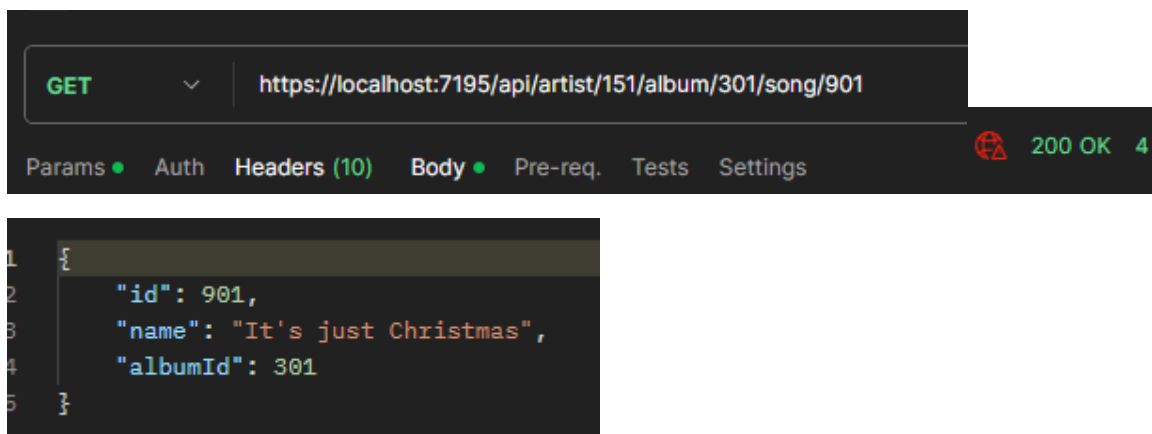 GET https://localhost:7195/api/artist/151/album/301/song/901
Params Auth Headers (10) Body Pre-req. Tests Settings
200 OK 4
1 {
2 "id": 901,
3 "name": "It's just Christmas",
4 "albumId": 301
5 }